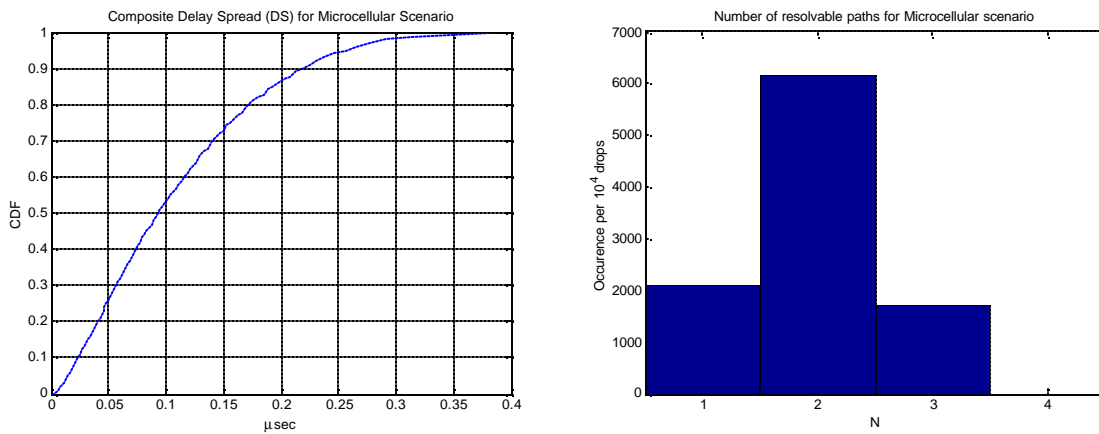 Composite Delay Spread (DS) for Microcellular Scenario
1
0.9
0.8
0.7
0.6
0.5
0.4
0.3
0.2
0.1
0
CDF
0 0.05 0.1 0.15 0.2 0.25 0.3 0.35 0.4
μsec
Number of resolvable paths for Microcellular scenario
7000
6000
5000
4000
3000
2000
1000
0
Occurence per 10^4 drops
1 2 3 4
N